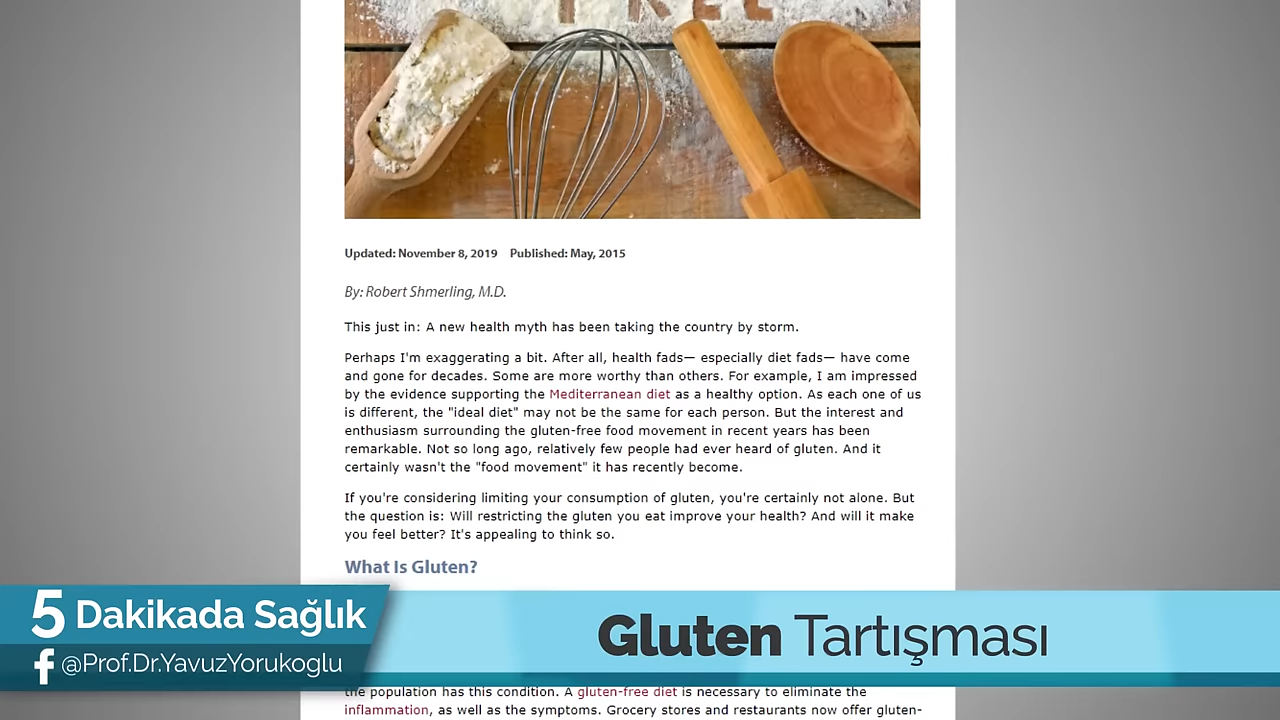 FREE
Updated: November 8, 2019 Published: May, 2015
By: Robert Shmerling, M.D.
This just in: A new health myth has been taking the country by storm.
Perhaps I'm exaggerating a bit. After all, health fads— especially diet fads— have come
and gone for decades. Some are more worthy than others. For example, I am impressed
by the evidence supporting the Mediterranean diet as a healthy option. As each one of us
is different, the "ideal diet" may not be the same for each person. But the interest and
enthusiasm surrounding the gluten-free food movement in recent years has been
remarkable. Not so long ago, relatively few people had ever heard of gluten. And it
certainly wasn't the "food movement" it has recently become.
If you're considering limiting your consumption of gluten, you're certainly not alone. But
the question is: Will restricting the gluten you eat improve your health? And will it make
you feel better? It's appealing to think so.
What Is Gluten?
5 Dakikada Sağlık
@Prof.Dr.YavuzYorukoglu
Gluten Tartışması
the population has this condition. A gluten-free diet is necessary to eliminate the
inflammation, as well as the symptoms. Grocery stores and restaurants now offer gluten-